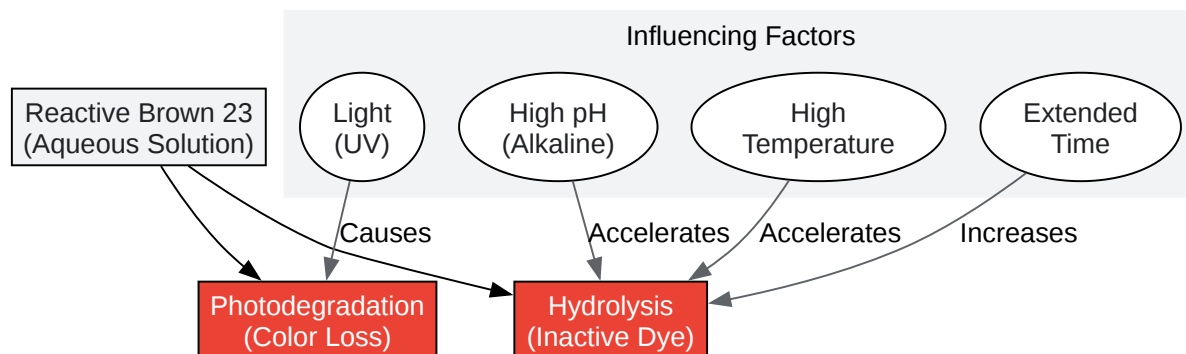 Influencing Factors
Reactive Brown 23
(Aqueous Solution)
Light
(UV)
High pH
(Alkaline)
High
Temperature
Extended
Time
Causes
Accelerates
Accelerates
Increases
Photodegradation
(Color Loss)
Hydrolysis
(Inactive Dye)